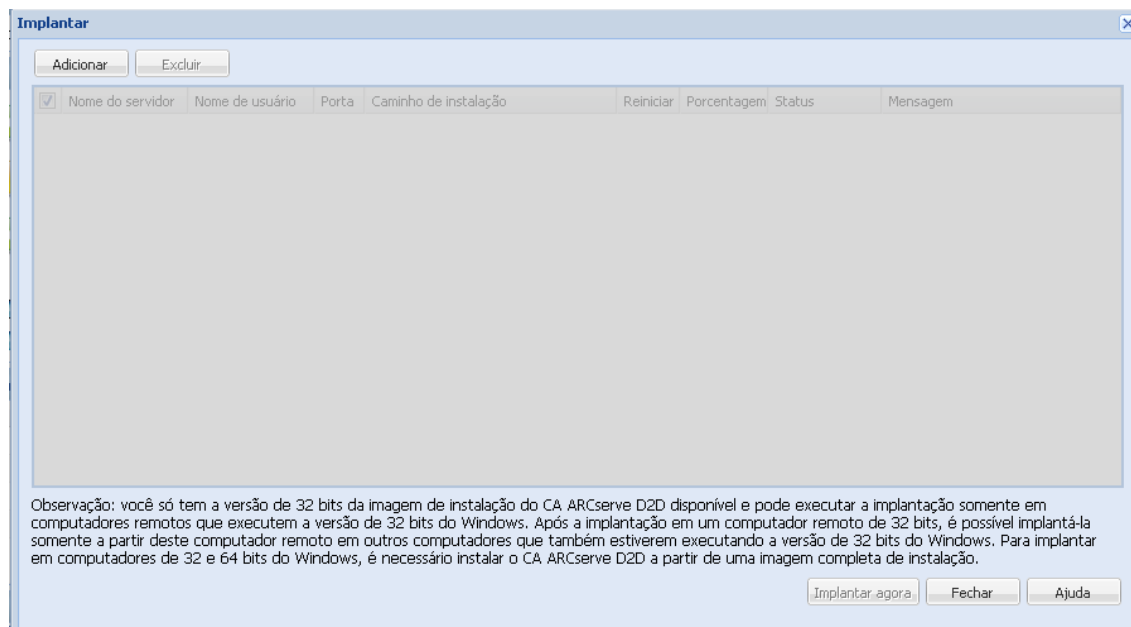 Implantar
Adicionar Excluir
Nome do servidor Nome de usuário Porta Caminho de instalação Reiniciar Porcentagem Status Mensagem
Observação: você só tem a versão de 32 bits da imagem de instalação do CA ARCserve D2D disponível e pode executar a implantação somente em
computadores remotos que executem a versão de 32 bits do Windows. Após a implantação em um computador remoto de 32 bits, é possível implantá-la
somente a partir deste computador remoto em outros computadores que também estiverem executando a versão de 32 bits do Windows. Para implantar
em computadores de 32 e 64 bits do Windows, é necessário instalar o CA ARCserve D2D a partir de uma imagem completa de instalação.
Implantar agora Fechar Ajuda